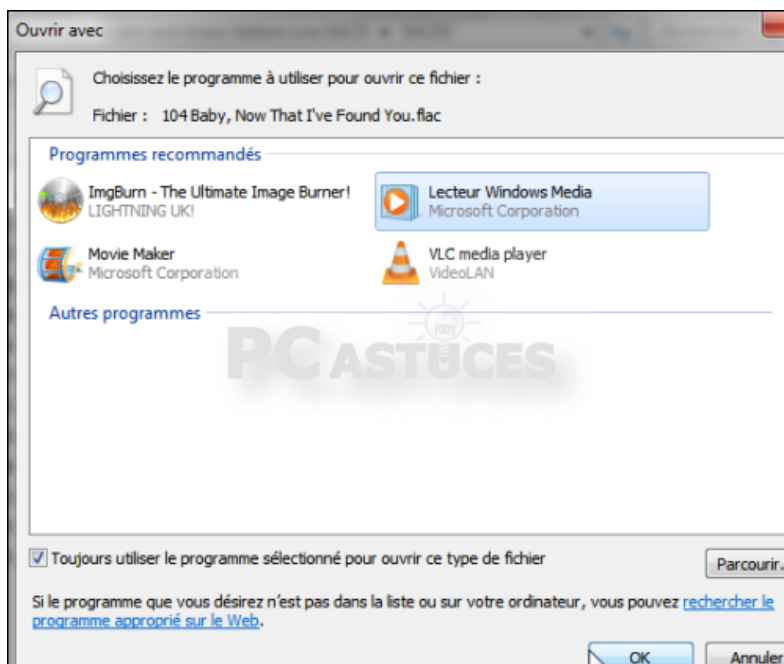 Ouvrir avec
Choisissez le programme à utiliser pour ouvrir ce fichier :
Fichier : 104 Baby, Now That I've Found You.flac
Programmes recommandés
ImgBurn - The Ultimate Image Burner!
LIGHTNING UK!
Lecteur Windows Media
Microsoft Corporation
Movie Maker
Microsoft Corporation
VLC media player
VideoLAN
Autres programmes
PC ASTUCES
Toujours utiliser le programme sélectionné pour ouvrir ce type de fichier
Parcourir.
Si le programme que vous désirez n'est pas dans la liste ou sur votre ordinateur, vous pouvez rechercher le
programme approprié sur le Web.
OK
Annuler